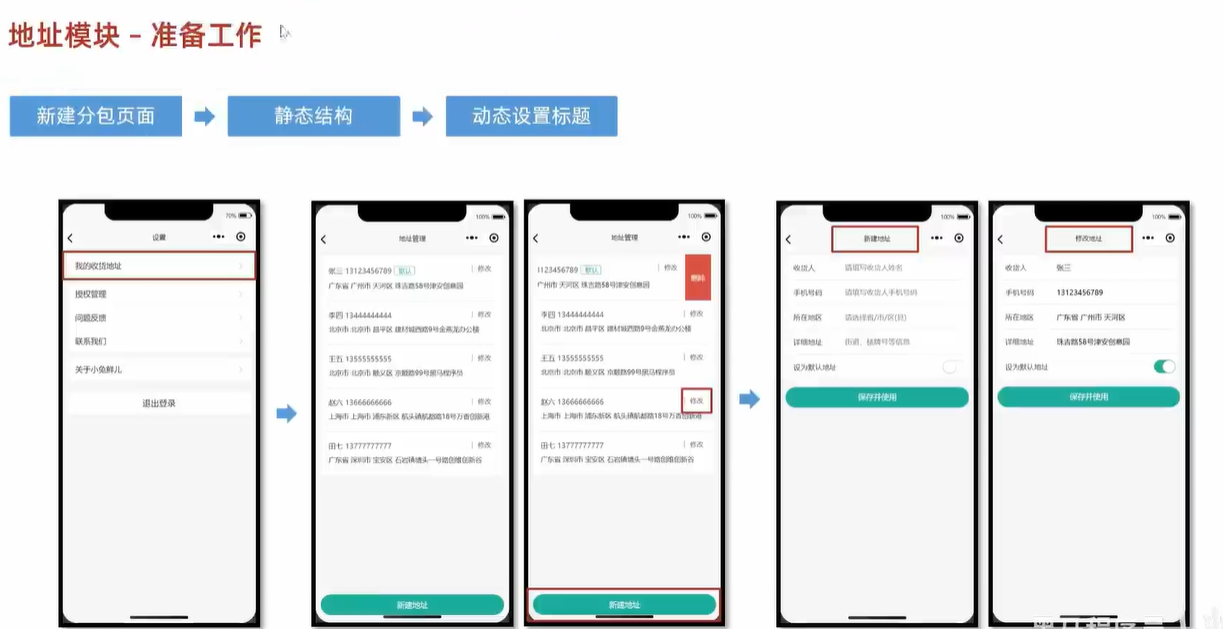 地址模块 – 准备工作
新建分包页面
静态结构
动态设置标题
70%
设置
我的收货地址
授权管理
问题反馈
联系我们
关于小兔鲜儿
退出登录
100%
地址管理
张三 13123456789 默认 修改
广东省 广州市 天河区 珠吉路58号津安创意园
李四 13444444444 修改
北京市 北京市 昌平区 建材城西路9号金燕龙办公楼
王五 13555555555 修改
北京市 北京市 顺义区 京顺路99号黑马程序员
赵六 13666666666 修改
上海市 上海市 浦东新区 航头镇航都路18号万香创新港
田七 13777777777 修改
广东省 深圳市 宝安区 石岩镇塘头一号路创维创新谷
新建地址
100%
地址管理
123456789 默认 修改
广州市 天河区 珠吉路58号津安创意园
删除
李四 13444444444 修改
北京市 北京市 昌平区 建材城西路9号金燕龙办公楼
王五 13555555555 修改
北京市 北京市 顺义区 京顺路99号黑马程序员
赵六 13666666666 修改
上海市 上海市 浦东新区 航头镇航都路18号万香创新港
田七 13777777777 修改
广东省 深圳市 宝安区 石岩镇塘头一号路创维创新谷
新建地址
100%
新建地址
收货人 请填写收货人姓名
手机号码 请填写收货人手机号码
所在地区 请选择省/市/区(县)
详细地址 街道、楼牌号等信息
设为默认地址
保存并使用
100%
修改地址
收货人 张三
手机号码 13123456789
所在地区 广东省 广州市 天河区
详细地址 珠吉路58号津安创意园
设为默认地址
保存并使用